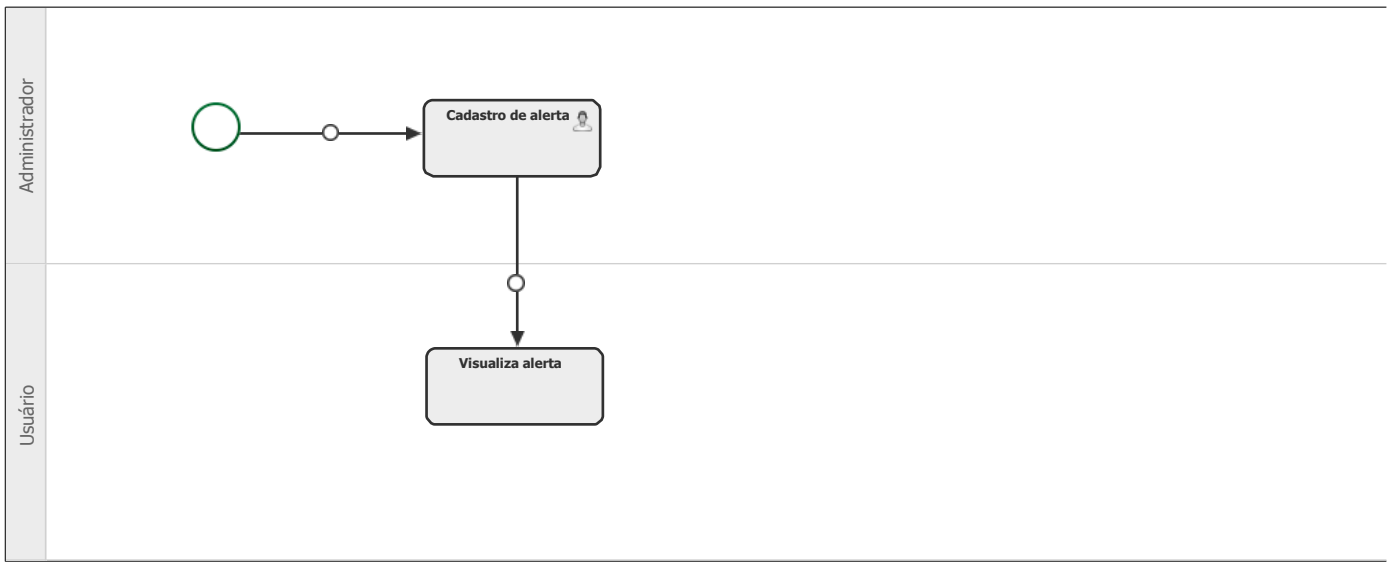 Administrador
Cadastro de alerta
Usuário
Visualiza alerta